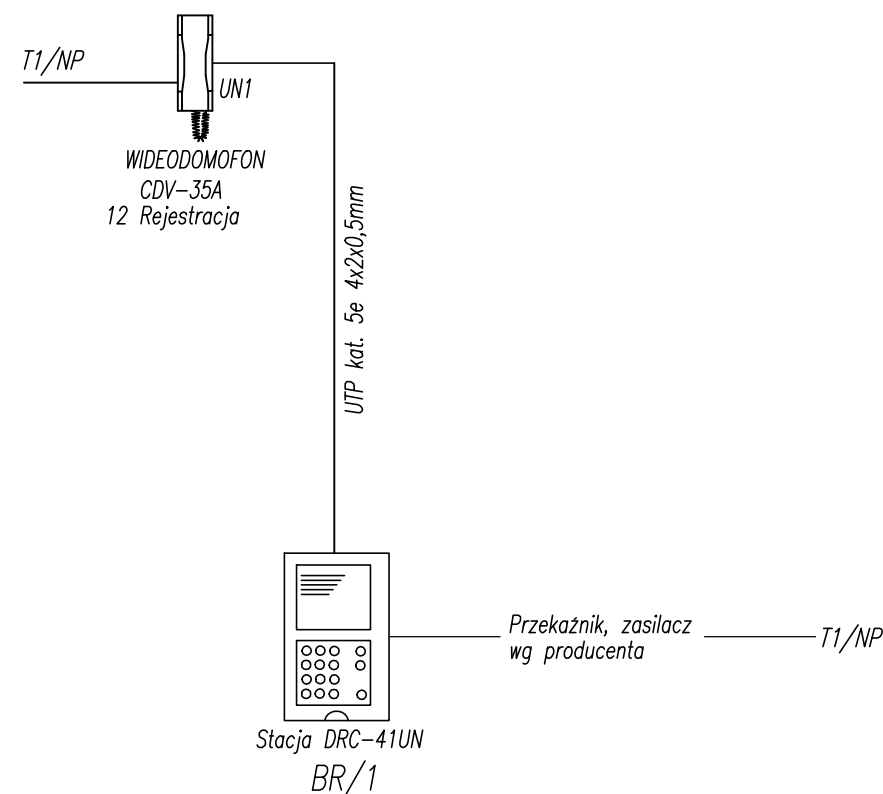 T1/NP
UN1
WIDEODOMOFON
CDV-35A
12 Rejestracja
UTP kat. 5e 4x2x0,5mm
Przekaźnik, zasilacz
wg producenta
T1/NP
Stacja DRC-41UN
BR/1